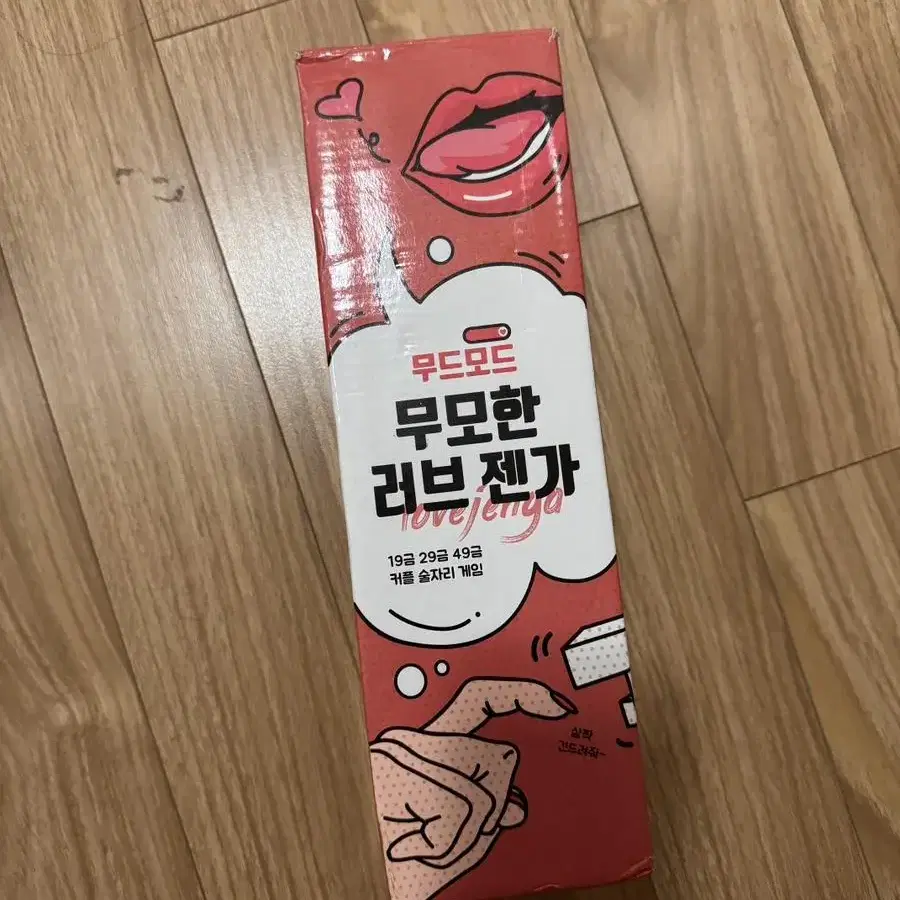 무드모드
무모한
러브 젠가
lovejenga
19금 29금 49금
커플 술자리 게임
살짝
건드려줘~